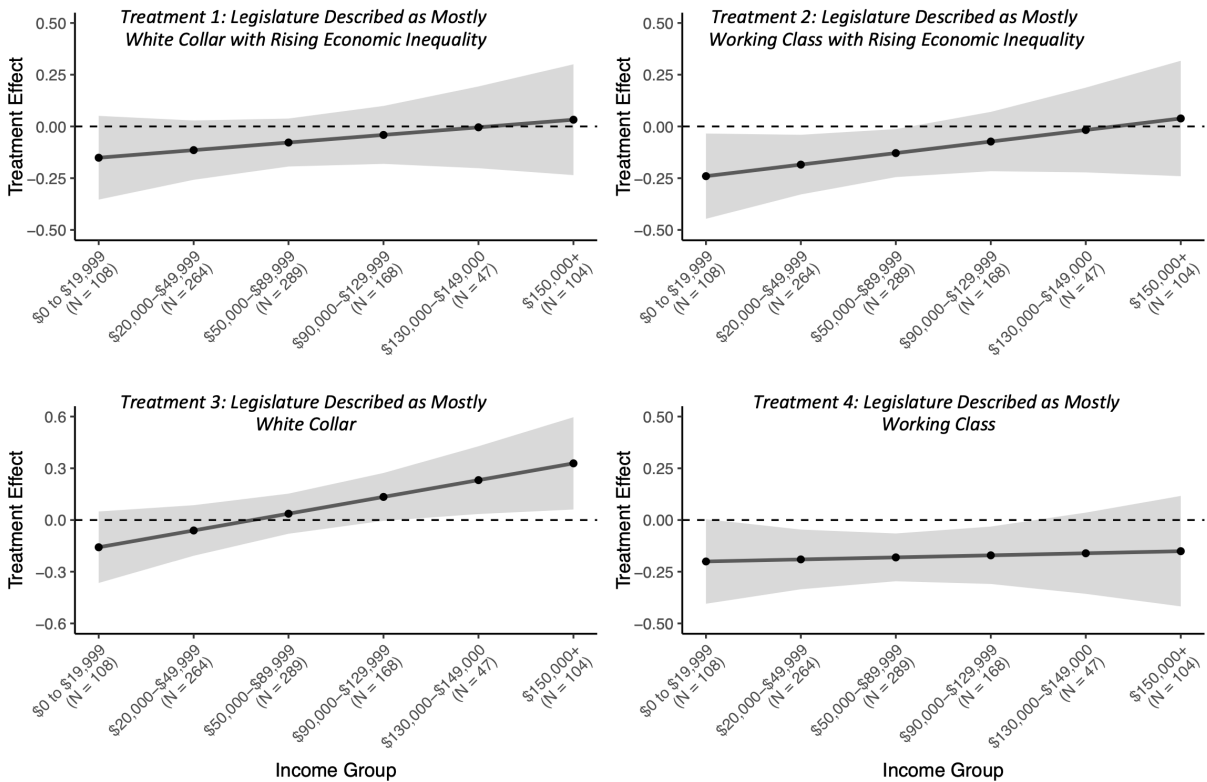 Treatment 1: Legislature Described as Mostly
White Collar with Rising Economic Inequality
Treatment Effect
0.50
0.25
0.00
−0.25
−0.50
$0 to $19,999
(N = 108)
$20,000−$49,999
(N = 264)
$50,000−$89,999
(N = 289)
$90,000−$129,999
(N = 168)
$130,000−$149,000
(N = 47)
$150,000+
(N = 104)
Treatment 2: Legislature Described as Mostly
Working Class with Rising Economic Inequality
Treatment Effect
0.50
0.25
0.00
−0.25
−0.50
$0 to $19,999
(N = 108)
$20,000−$49,999
(N = 264)
$50,000−$89,999
(N = 289)
$90,000−$129,999
(N = 168)
$130,000−$149,000
(N = 47)
$150,000+
(N = 104)
Treatment 3: Legislature Described as Mostly
White Collar
Treatment Effect
0.6
0.3
0.0
−0.3
−0.6
$0 to $19,999
(N = 108)
$20,000−$49,999
(N = 264)
$50,000−$89,999
(N = 289)
$90,000−$129,999
(N = 168)
$130,000−$149,000
(N = 47)
$150,000+
(N = 104)
Income Group
Treatment 4: Legislature Described as Mostly
Working Class
Treatment Effect
0.50
0.25
0.00
−0.25
−0.50
$0 to $19,999
(N = 108)
$20,000−$49,999
(N = 264)
$50,000−$89,999
(N = 289)
$90,000−$129,999
(N = 168)
$130,000−$149,000
(N = 47)
$150,000+
(N = 104)
Income Group